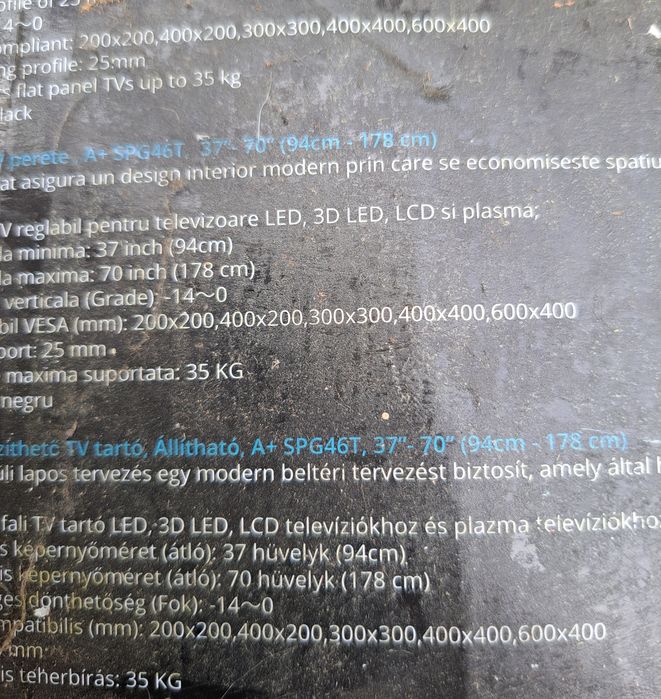 ofile of 25
-14～0
ompliant: 200x200,400x200,300x300,400x400,600x400
ng profile: 25mm
s flat panel TVs up to 35 kg
lack
perete , A+ SPG46T, 37"- 70" (94cm - 178 cm)
at asigura un design interior modern prin care se economiseste spatiu
V reglabil pentru televizoare LED, 3D LED, LCD si plasma;
la minima: 37 inch (94cm)
la maxima: 70 inch (178 cm)
verticala (Grade): -14～0
bil VESA (mm): 200x200,400x200,300x300,400x400,600x400
port: 25 mm
maxima suportata: 35 KG
negru
zíthető TV tartó, Állítható, A+ SPG46T, 37"- 70" (94cm - 178 cm)
üli lapos tervezés egy modern beltéri tervezést biztosít, amely által h
fali TV tartó LED, 3D LED, LCD televíziókhoz és plazma televíziókho
s képernyőméret (átló): 37 hüvelyk (94cm)
is képernyőméret (átló): 70 hüvelyk (178 cm)
ges dönthetőség (Fok): -14～0
mpatibilis (mm): 200x200,400x200,300x300,400x400,600x400
mm
is teherbírás: 35 KG